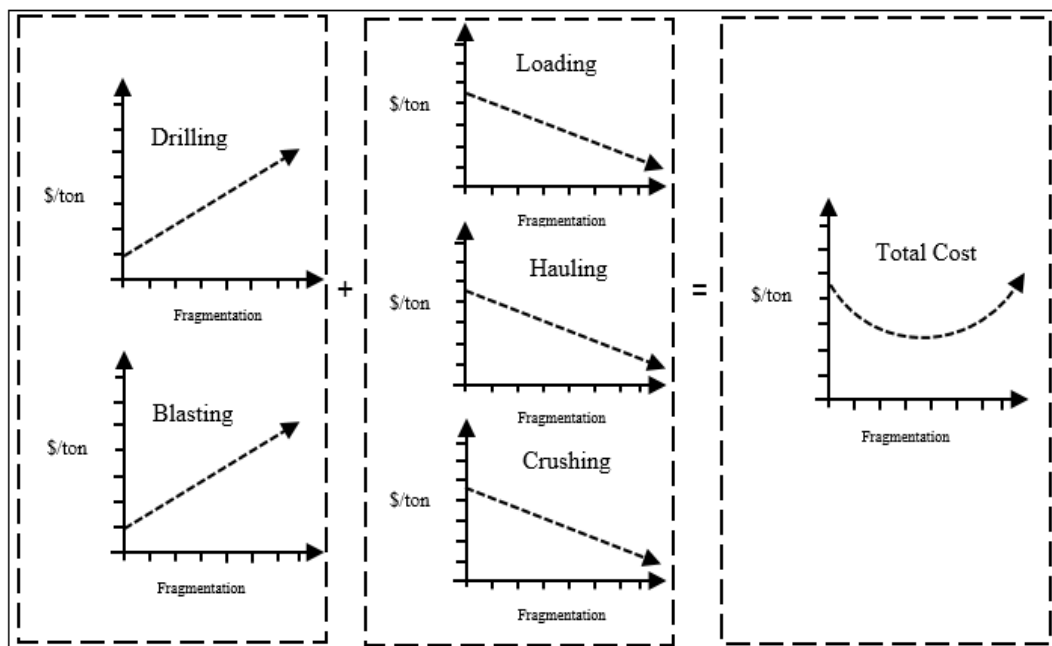 Drilling
$/ton
Fragmentation
Blasting
$/ton
Fragmentation
+
Loading
$/ton
Fragmentation
Hauling
$/ton
Fragmentation
Crushing
$/ton
Fragmentation
=
Total Cost
$/ton
Fragmentation